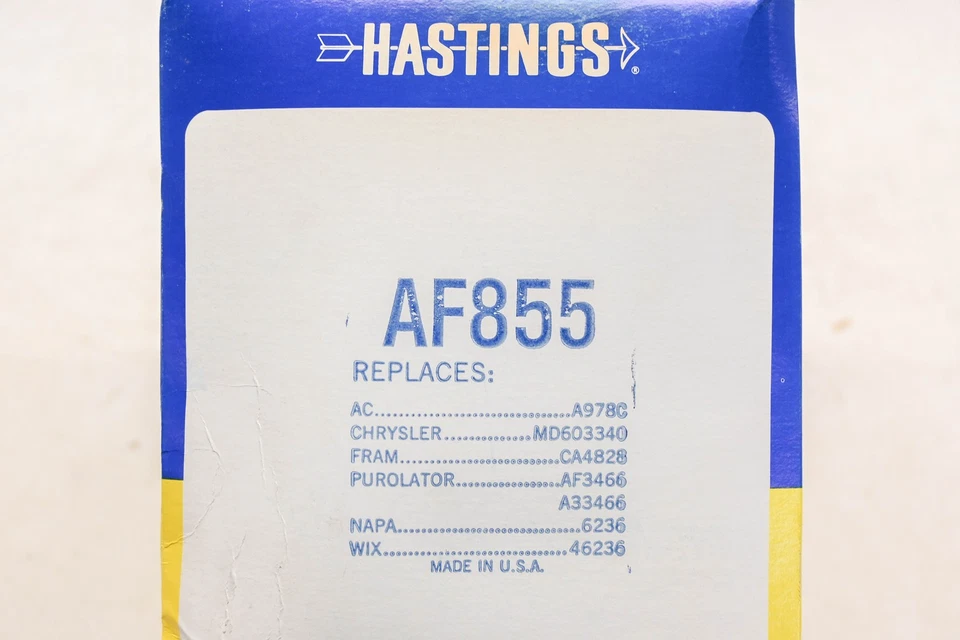 HASTINGS®
AF855
REPLACES:
AC..............................A978C
CHRYSLER..............MD603340
FRAM.........................CA4828
PUROLATOR................AF3466
A33466
NAPA............................6236
WIX.............................46236
MADE IN U.S.A.